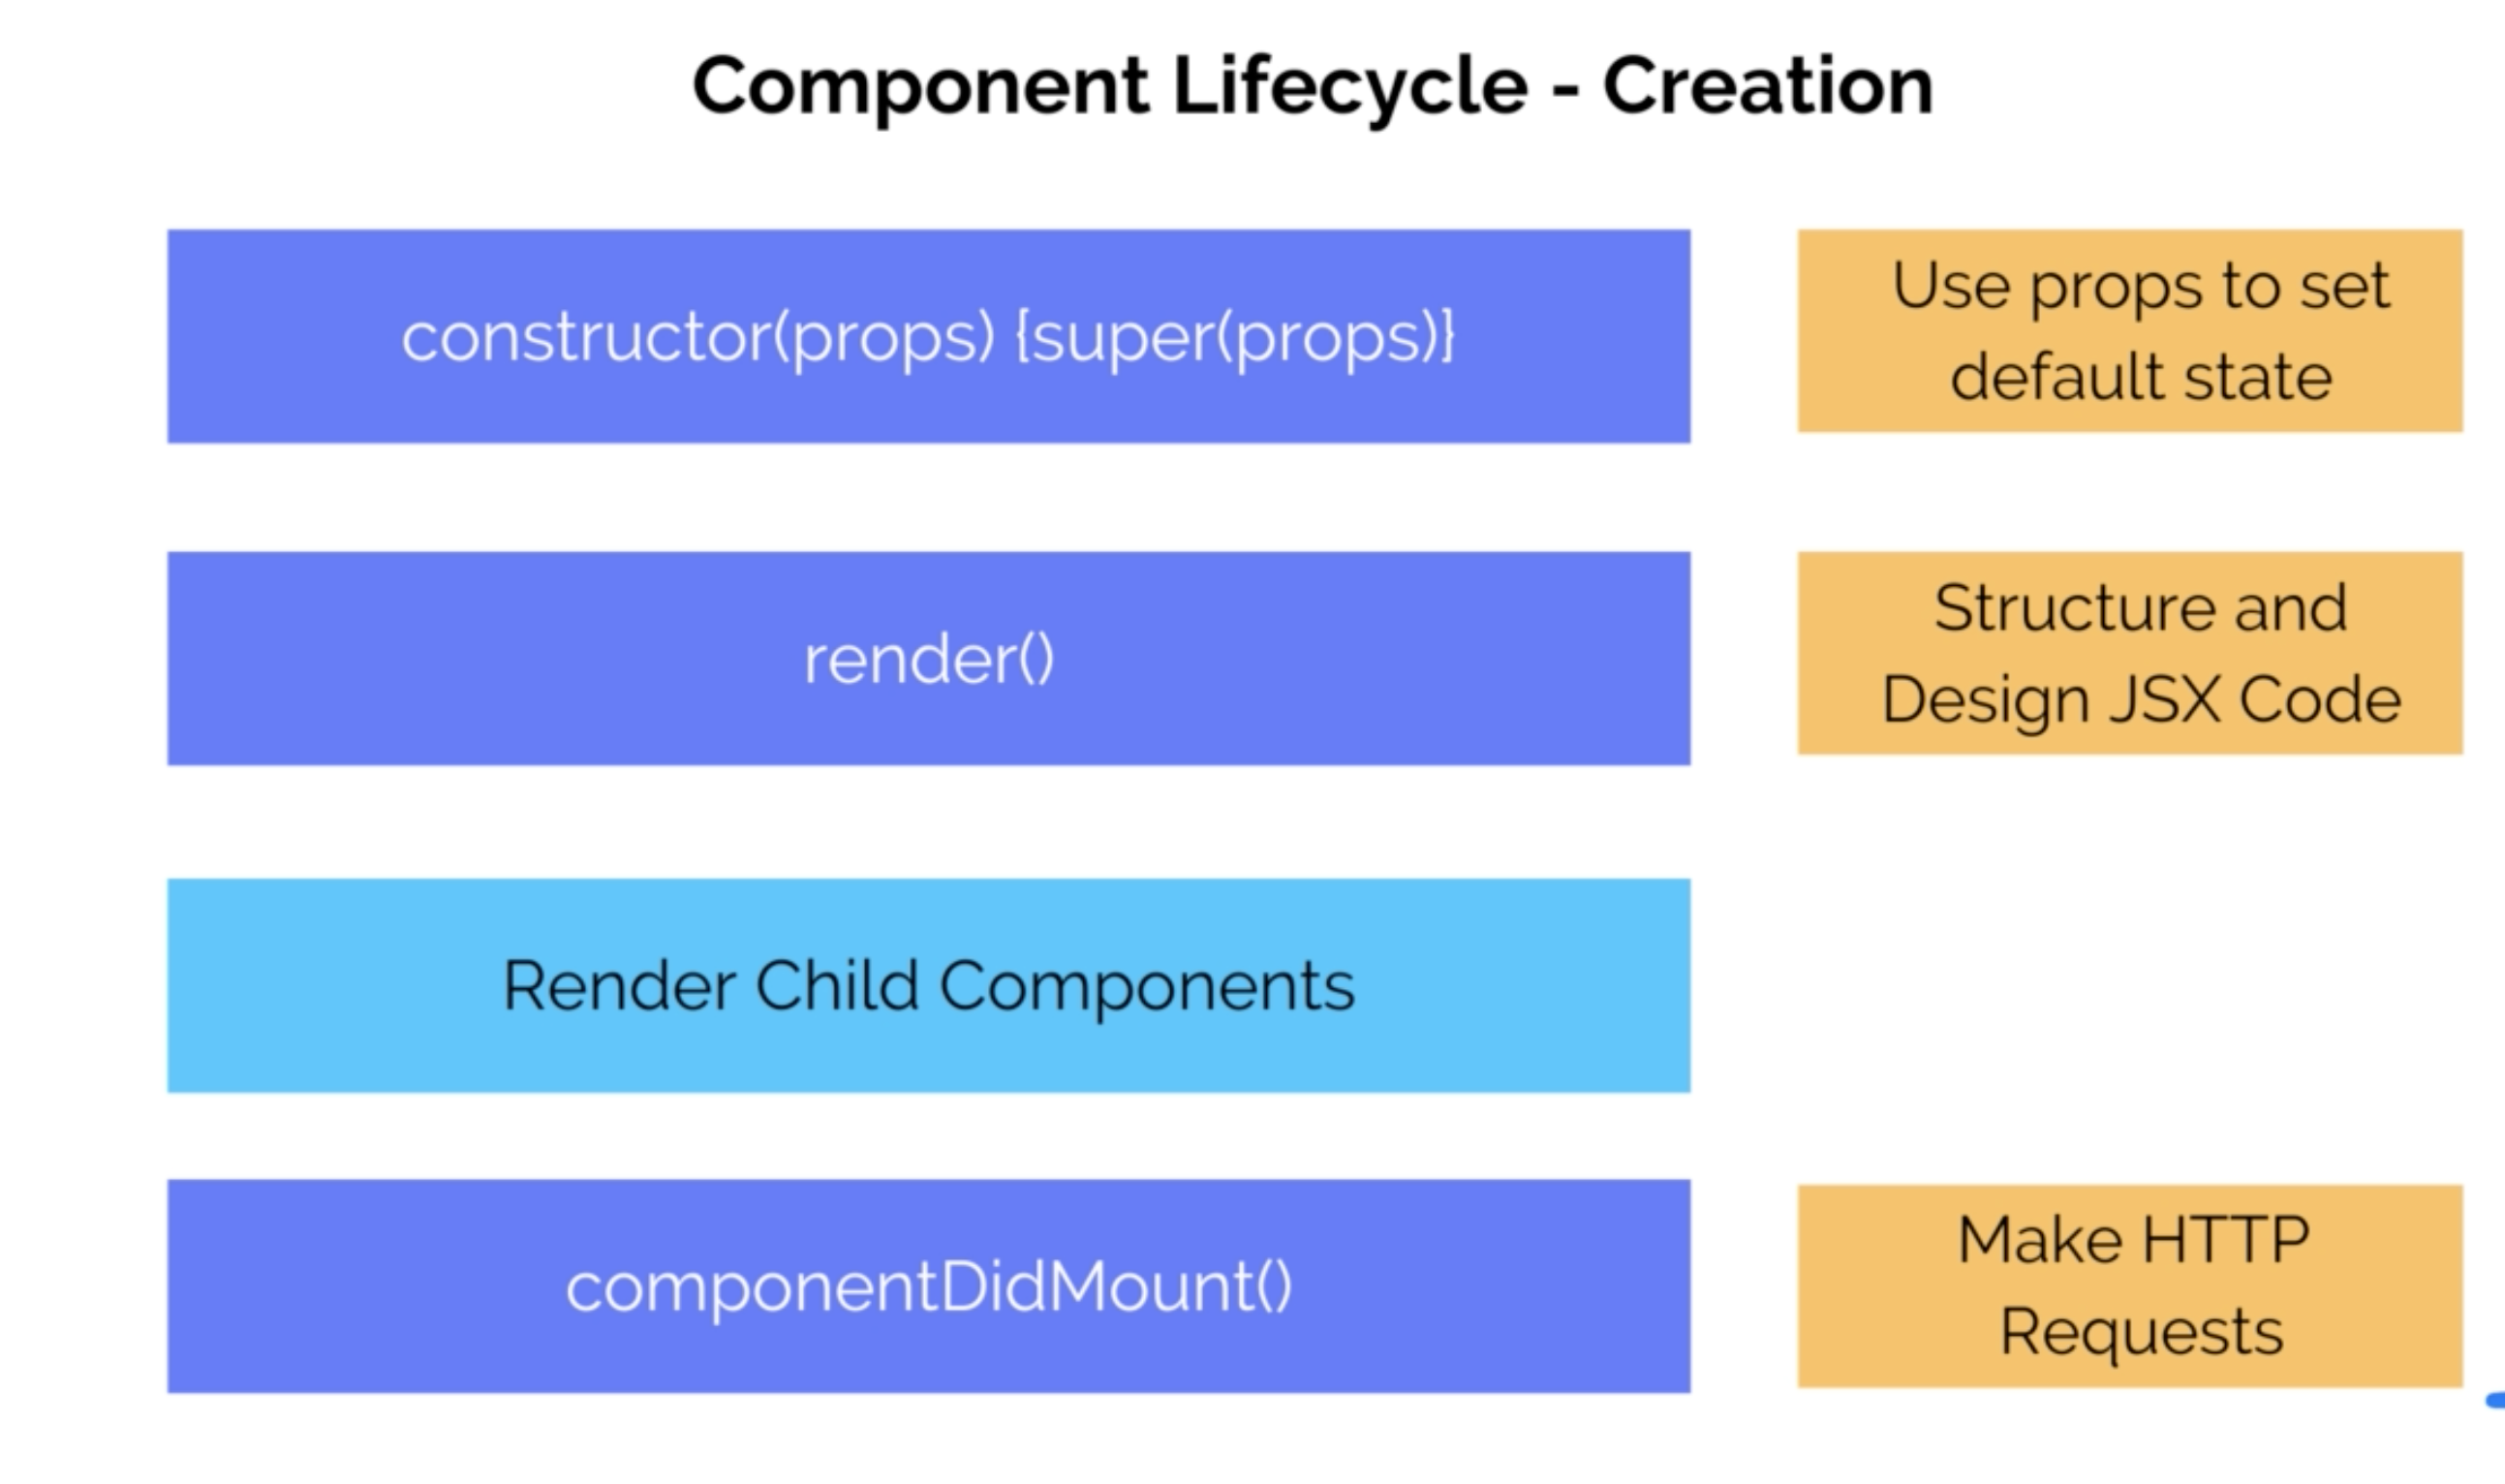 Component Lifecycle - Creation
constructor(props) {super(props)}
Use props to set
default state
render()
Structure and
Design JSX Code
Render Child Components
componentDidMount()
Make HTTP
Requests